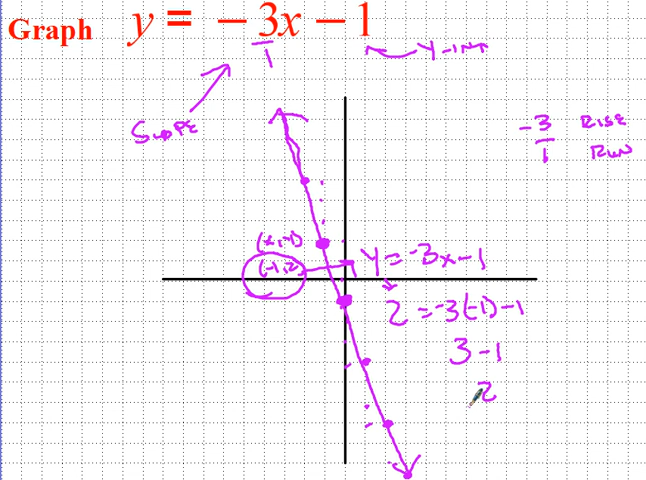 Graph y = -3x - 1
1
Y-INT
SLOPE
-3 RISE
1 RUN
(x, y)
(-1, 2)
Y = -3x - 1
2 = -3(-1) - 1
3 - 1
2